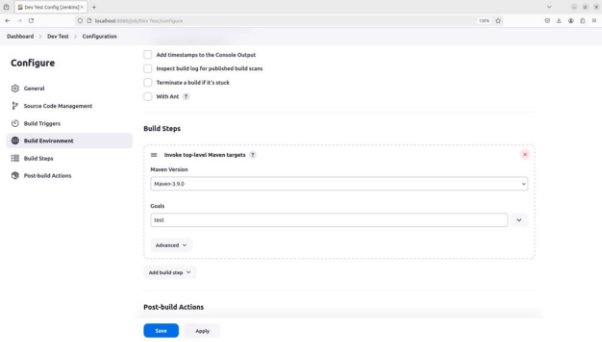 Dev Test Config [Jenkins]
localhost:8080/job/Dev Test/configure
120%
Dashboard > Dev Test > Configuration
Configure
General
Source Code Management
Build Triggers
Build Environment
Build Steps
Post-build Actions
Add timestamps to the Console Output
Inspect build log for published build scans
Terminate a build if it's stuck
With Ant ?
Build Steps
Invoke top-level Maven targets ?
Maven Version
Maven-3.9.0
Goals
test
Advanced
Add build step
Post-build Actions
Save
Apply